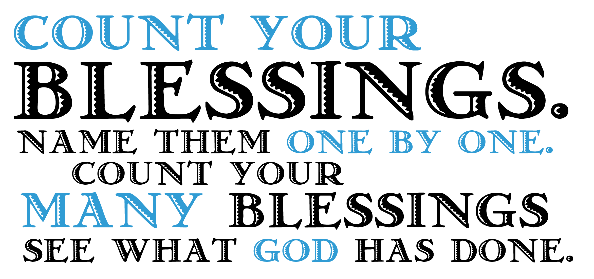 COUNT YOUR
BLESSINGS.
NAME THEM ONE BY ONE.
COUNT YOUR
MANY BLESSINGS
SEE WHAT GOD HAS DONE.